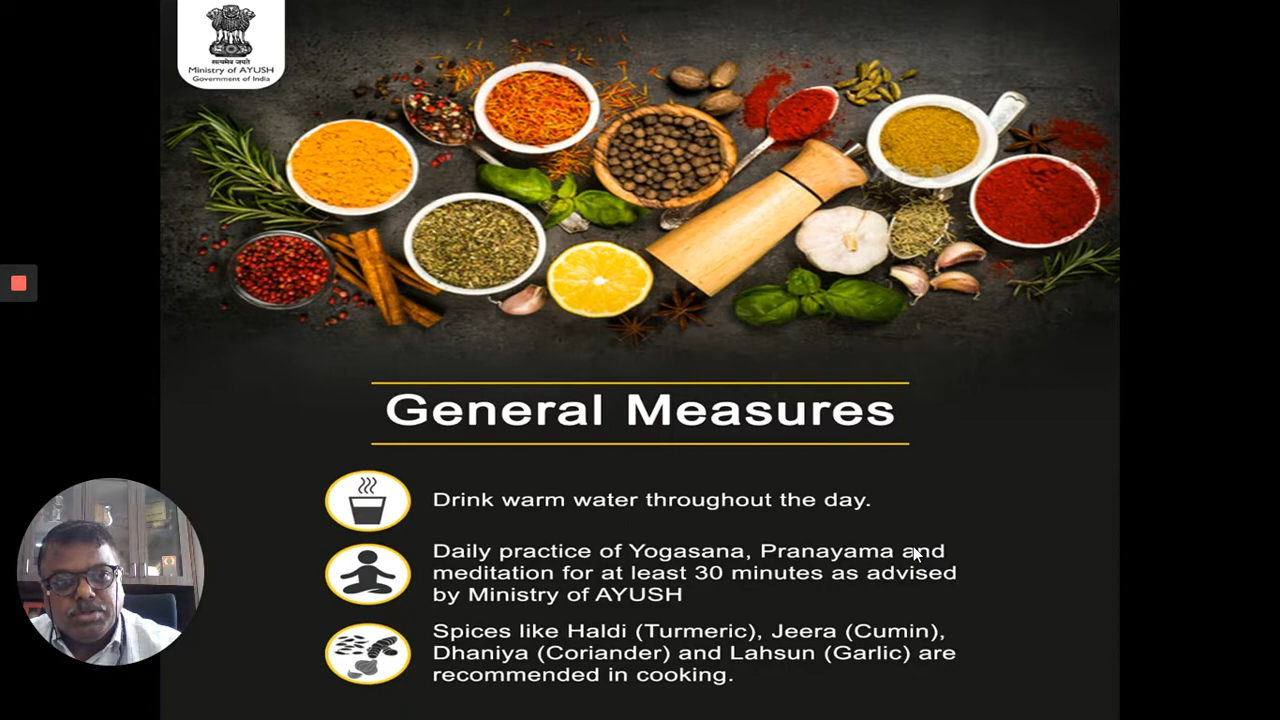 सत्यमेव जयते
Ministry of AYUSH
Government of India
General Measures
Drink warm water throughout the day.
Daily practice of Yogasana, Pranayama and
meditation for at least 30 minutes as advised
by Ministry of AYUSH
Spices like Haldi (Turmeric), Jeera (Cumin),
Dhaniya (Coriander) and Lahsun (Garlic) are
recommended in cooking.